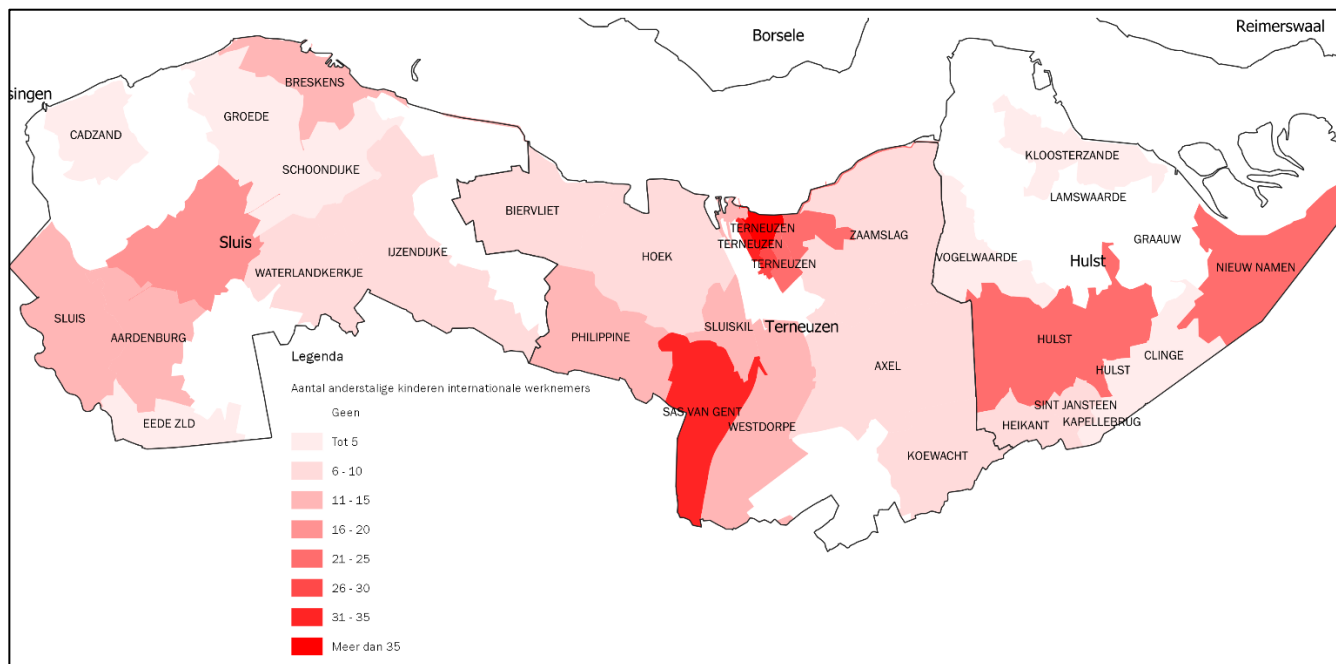 Borsele
Reimerswaal
singen
BRESKENS
CADZAND
GROEDE
SCHOONDIJKE
KLOOSTERZANDE
LAMSWAARDE
BIERVLIET
TERNEUZEN
ZAAMSLAG
Sluis
TERNEUZEN
GRAAUW
IJZENDIJKE
HOEK
VOGELWAARDE
Hulst
TERNEUZEN
NIEUW NAMEN
WATERLANDKERKJE
SLUIS
SLUISKIL
Terneuzen
AARDENBURG
PHILIPPINE
HULST
CLINGE
AXEL
HULST
SINT JANSTEEN
SAS VAN GENT
EEDE ZLD
WESTDORPE
HEIKANT
KAPELLEBRUG
KOEWACHT
Legenda
Aantal anderstalige kinderen internationale werknemers
Geen
Tot 5
6 - 10
11 - 15
16 - 20
21 - 25
26 - 30
31 - 35
Meer dan 35